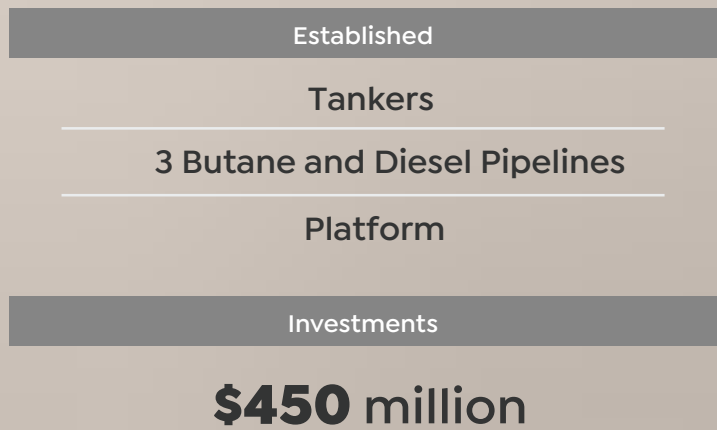 Established
Tankers
3 Butane and Diesel Pipelines
Platform
Investments
$450 million